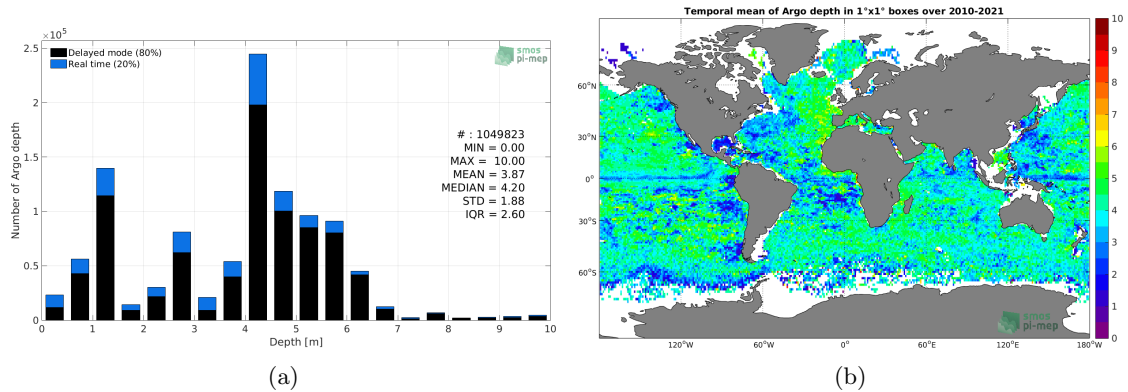 ×10⁵
2.5
2
1.5
1
0.5
0
Number of Argo depth
Delayed mode (80%)
Real time (20%)
smos
pi-mep
# : 1049823
MIN = 0.00
MAX = 10.00
MEAN = 3.87
MEDIAN = 4.20
STD = 1.88
IQR = 2.60
0 1 2 3 4 5 6 7 8 9 10
Depth [m]
(a)
Temporal mean of Argo depth in 1°x1° boxes over 2010-2021
60°N
30°N
0°
30°S
60°S
120°W 60°W 0° 60°E 120°E 180°W
10
9
8
7
6
5
4
3
2
1
0
smos
pi-mep
(b)